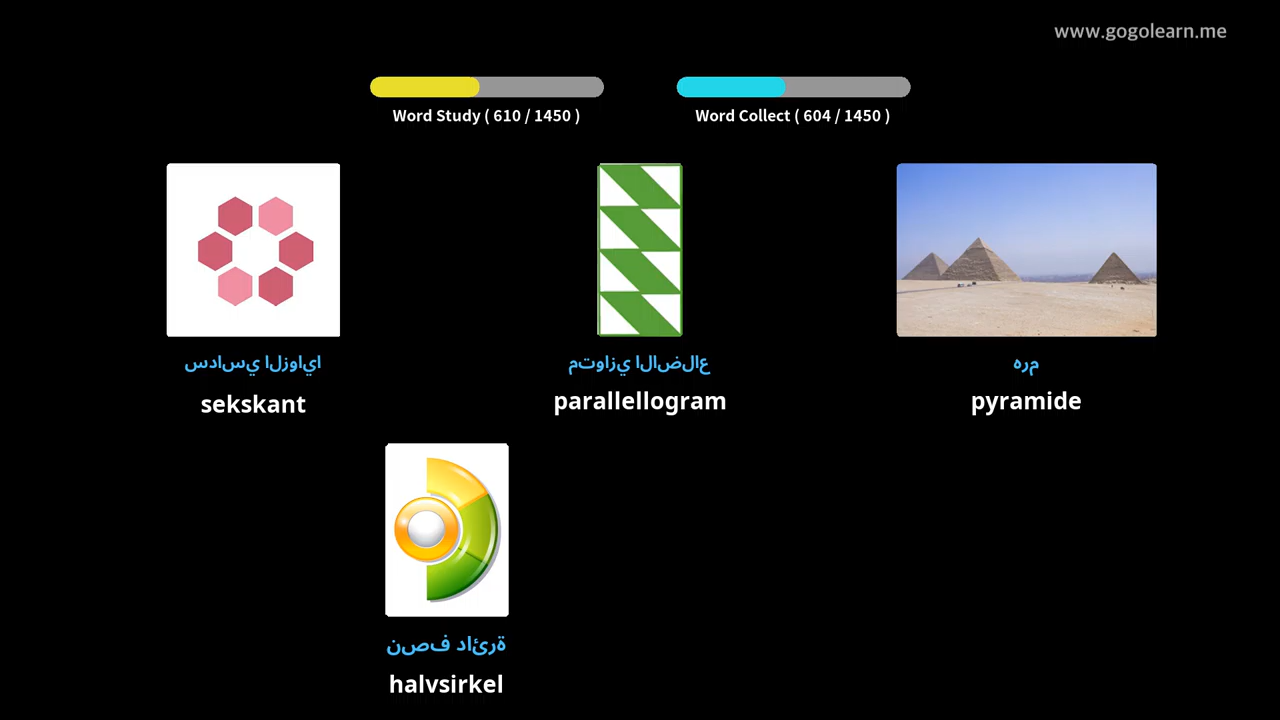 www.gogolearn.me
Word Study ( 610 / 1450 )
Word Collect ( 604 / 1450 )
سداسي الزوايا
متوازي الاضلاع
هرم
sekskant
parallellogram
pyramide
نصف دائرة
halvsirkel